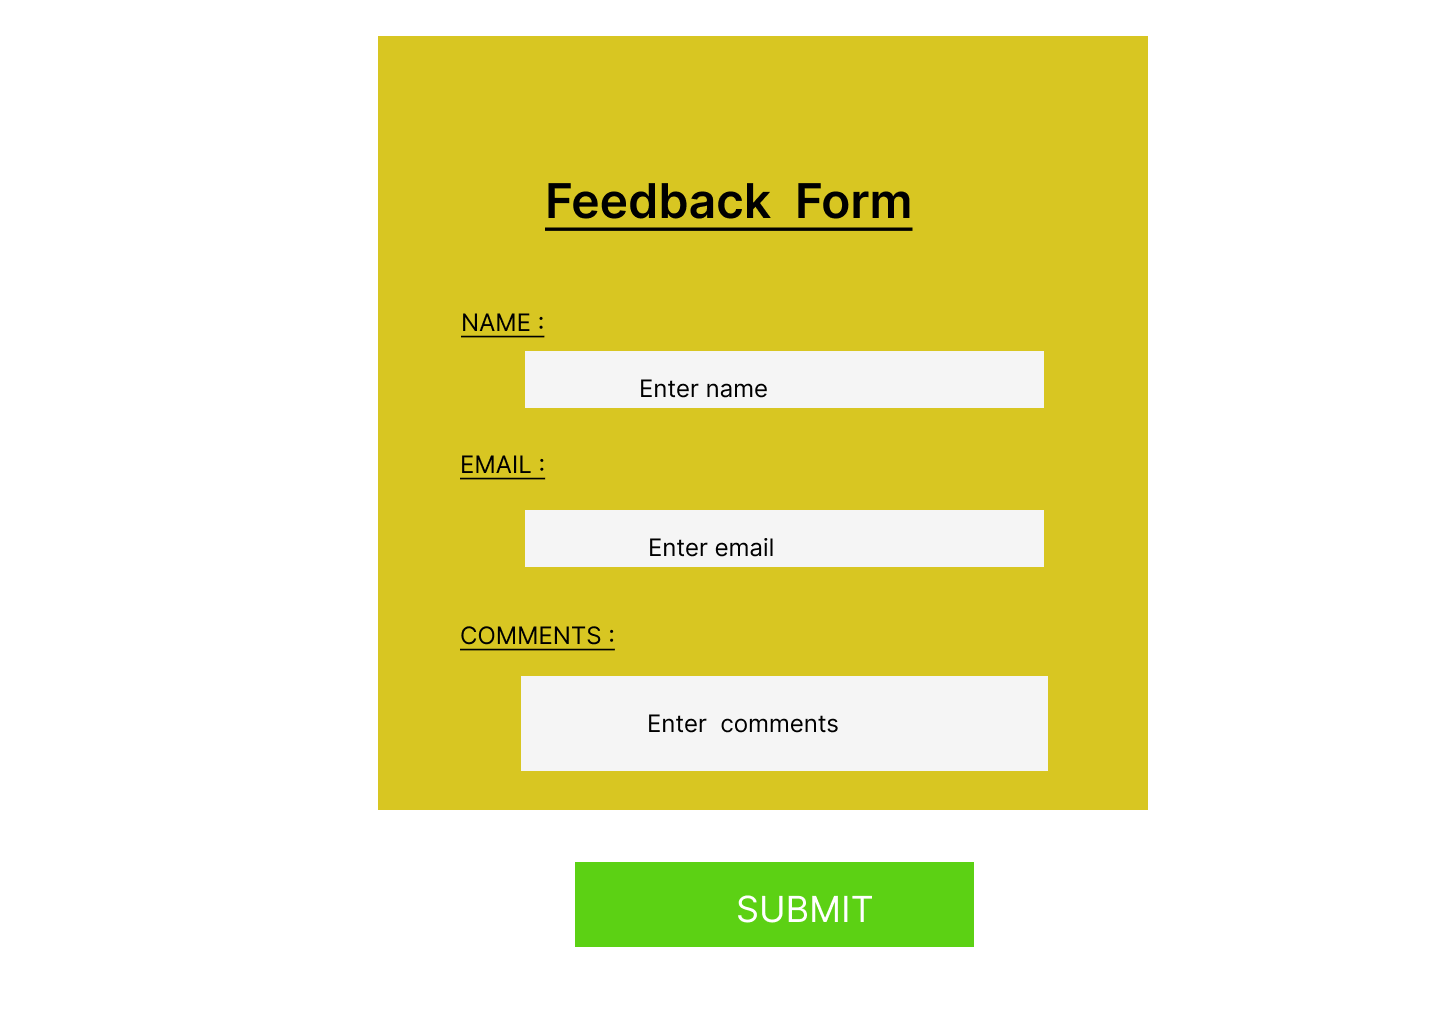 Feedback  Form
NAME :
Enter name
EMAIL :
Enter email
COMMENTS :
Enter  comments
SUBMIT